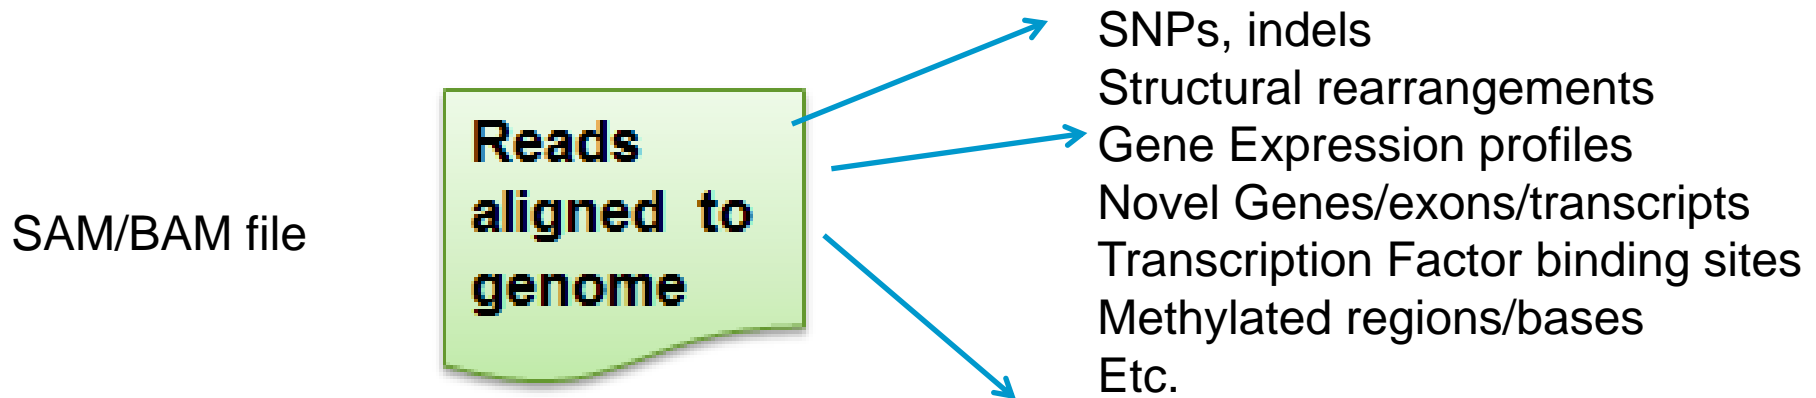 SAM/BAM file
Reads
aligned to
genome
SNPs, indels
Structural rearrangements
Gene Expression profiles
Novel Genes/exons/transcripts
Transcription Factor binding sites
Methylated regions/bases
Etc.